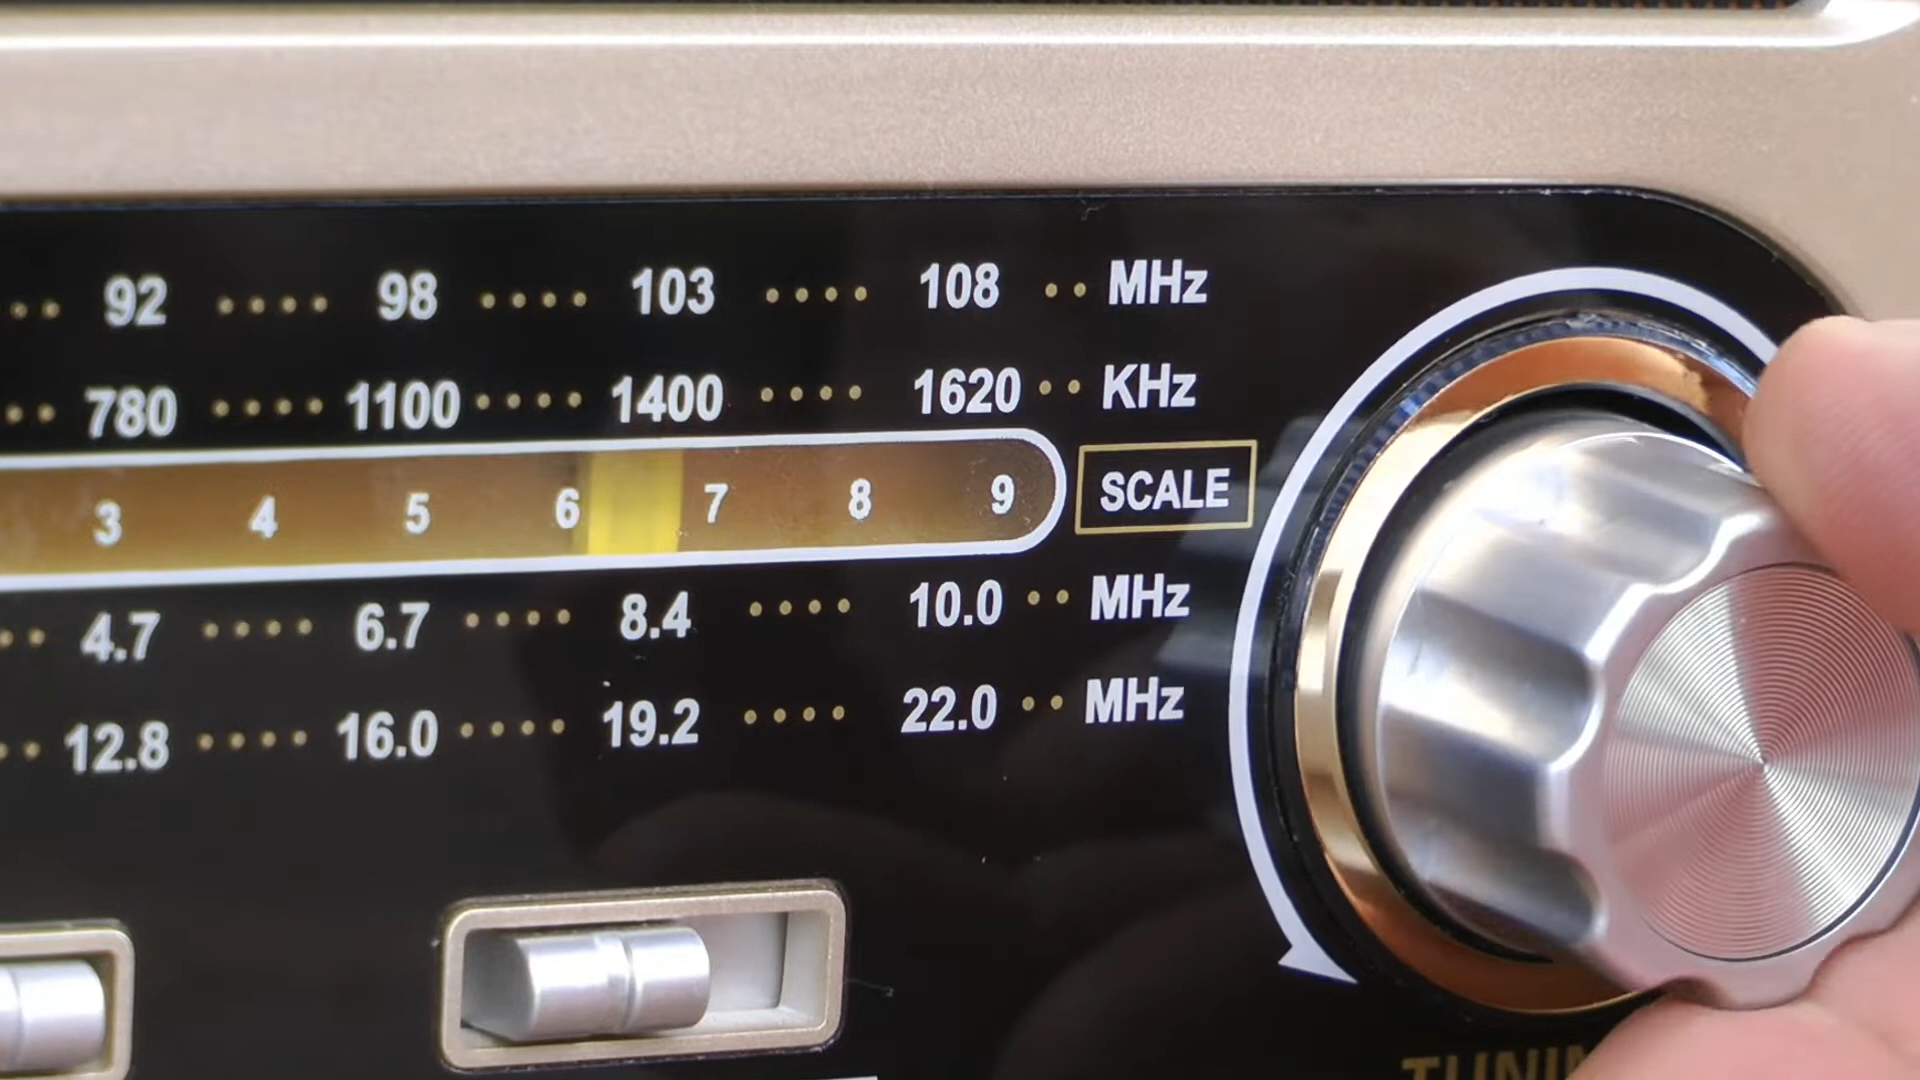 .. 92 .... 98 .... 103 .... 108 .. MHz
.. 780 .... 1100 .... 1400 .... 1620 .. KHz
3 4 5 6 7 8 9 SCALE
.. 4.7 .... 6.7 .... 8.4 .... 10.0 .. MHz
.. 12.8 .... 16.0 .... 19.2 .... 22.0 .. MHz